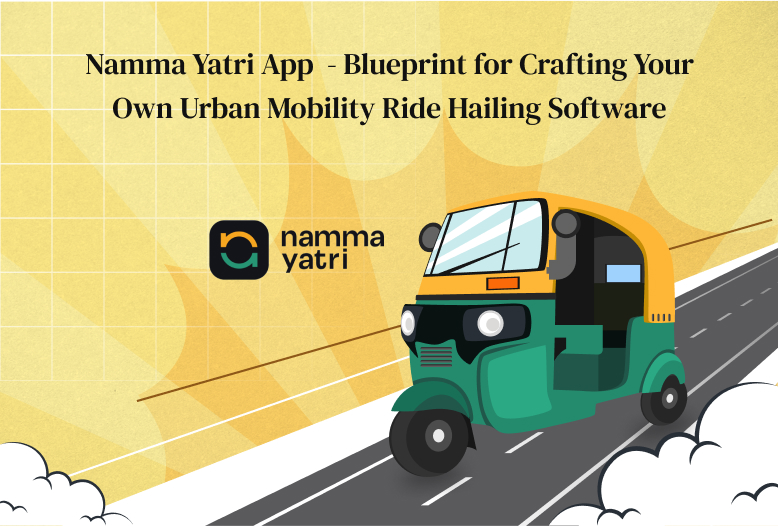 Namma Yatri App - Blueprint for Crafting Your
Own Urban Mobility Ride Hailing Software
namma
yatri